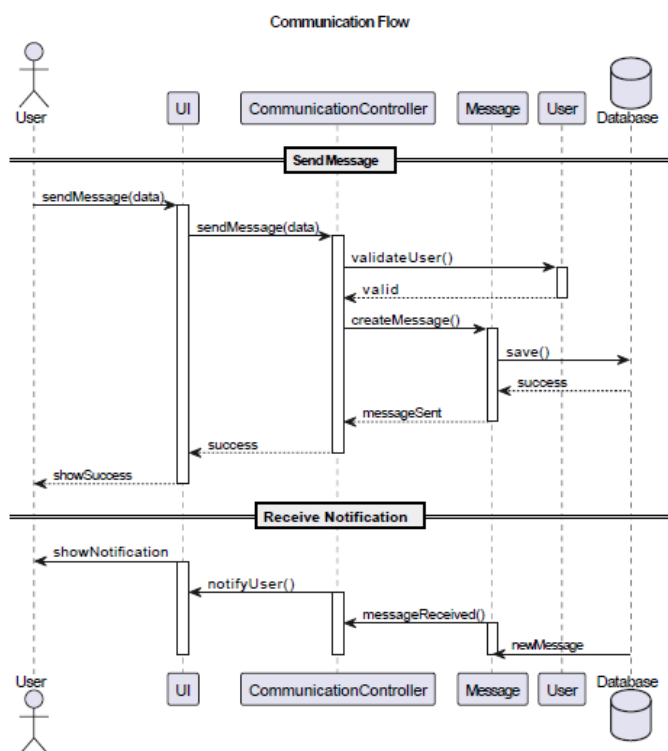 Communication Flow
User
UI
CommunicationController
Message
User
Database
Send Message
sendMessage(data)
sendMessage(data)
validateUser()
valid
createMessage()
save()
success
messageSent
success
showSuccess
Receive Notification
showNotification
notifyUser()
messageReceived()
newMessage
User
UI
CommunicationController
Message
User
Database